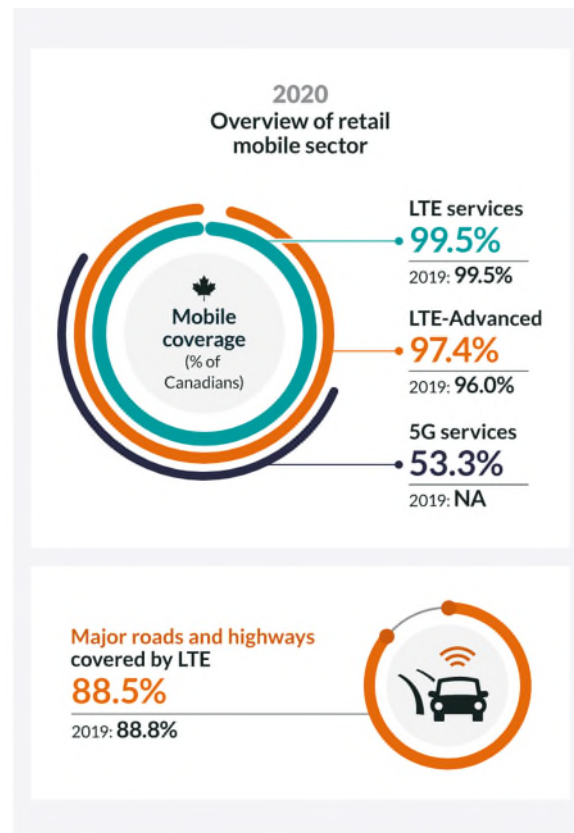 2020
Overview of retail
mobile sector
Mobile
coverage
(% of
Canadians)
LTE services
99.5%
2019: 99.5%
LTE-Advanced
97.4%
2019: 96.0%
5G services
53.3%
2019: NA
Major roads and highways
covered by LTE
88.5%
2019: 88.8%